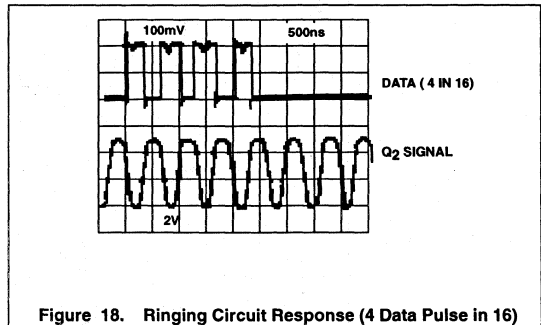 100mV 500ns
DATA ( 4 IN 16)
Q2 SIGNAL
2V
Figure 18. Ringing Circuit Response (4 Data Pulse in 16)